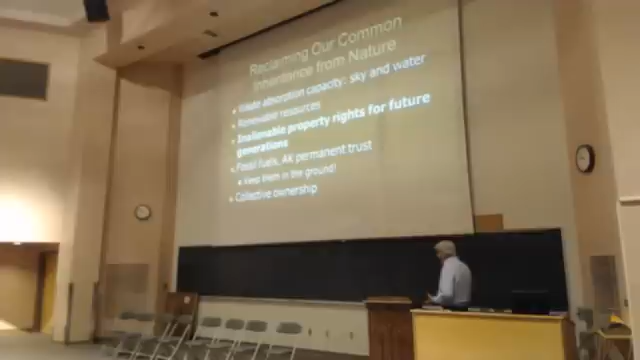 Reclaiming Our Common
Inheritance from Nature
Waste absorption capacity: sky and water
Renewable resources
Inalienable property rights for future
generations
Fossil fuels, AK permanent trust
Keep them in the ground!
Collective ownership